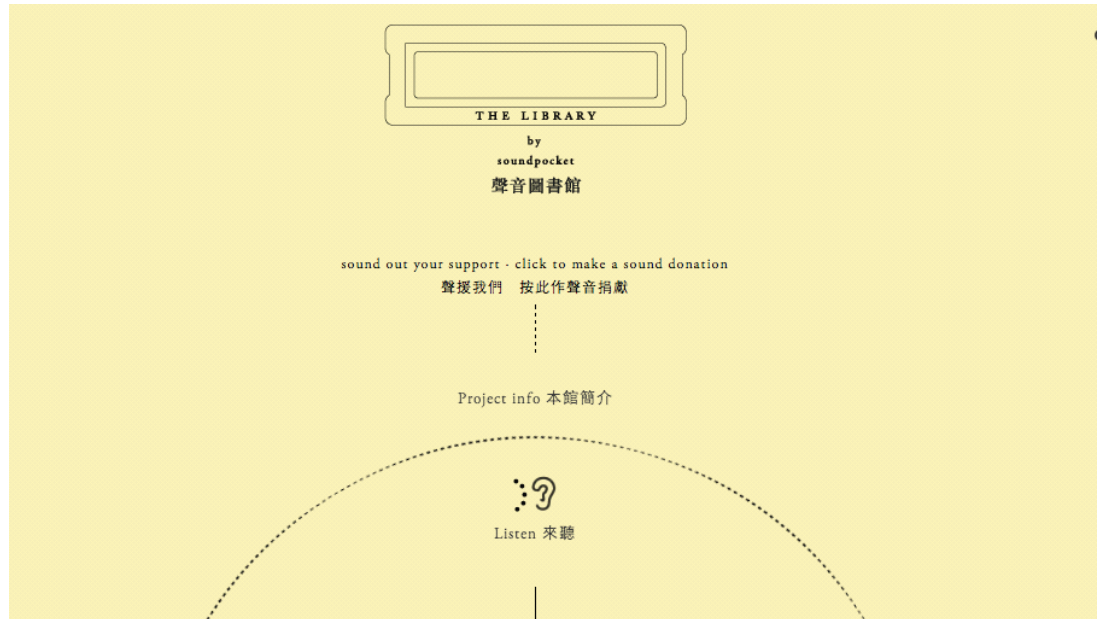 THE LIBRARY
by
soundpocket
聲音圖書館
sound out your support - click to make a sound donation
聲援我們　按此作聲音捐獻
Project info 本館簡介
Listen 來聽